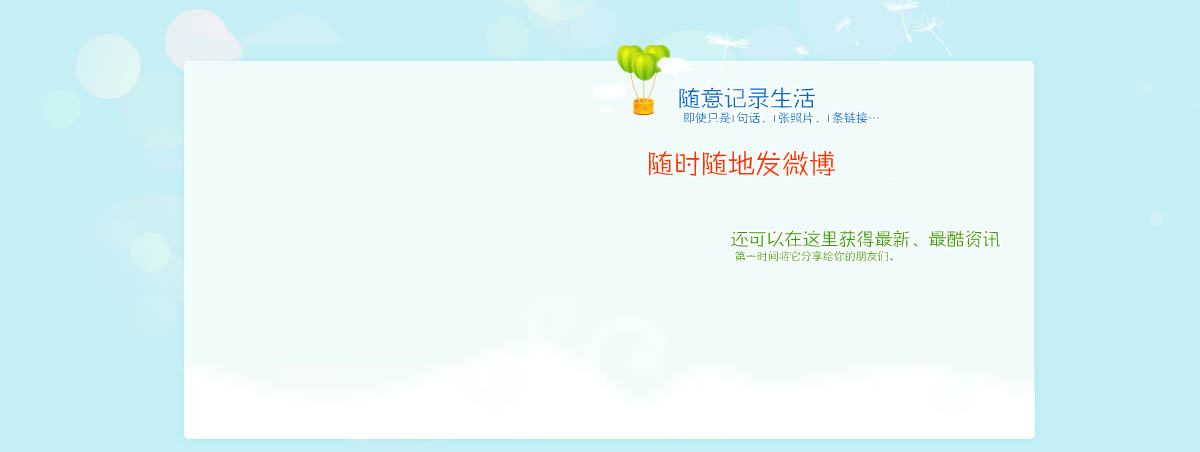 随意记录生活
即使只是1句话、1张照片、1条链接…
随时随地发微博
还可以在这里获得最新、最酷资讯
第一时间将它分享给你的朋友们。